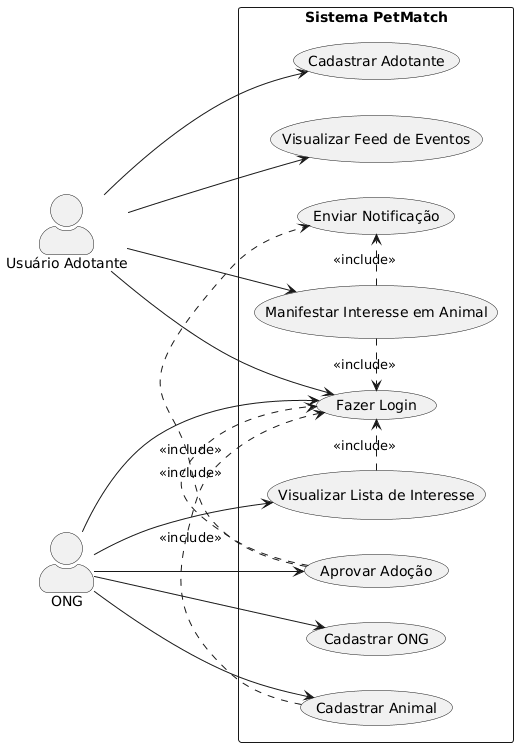 Sistema PetMatch
Cadastrar Adotante
Visualizar Feed de Eventos
Enviar Notificação
Usuário Adotante
«include»
Manifestar Interesse em Animal
«include»
Fazer Login
«include»
«include»
«include»
Visualizar Lista de Interesse
«include»
Aprovar Adoção
ONG
Cadastrar ONG
Cadastrar Animal